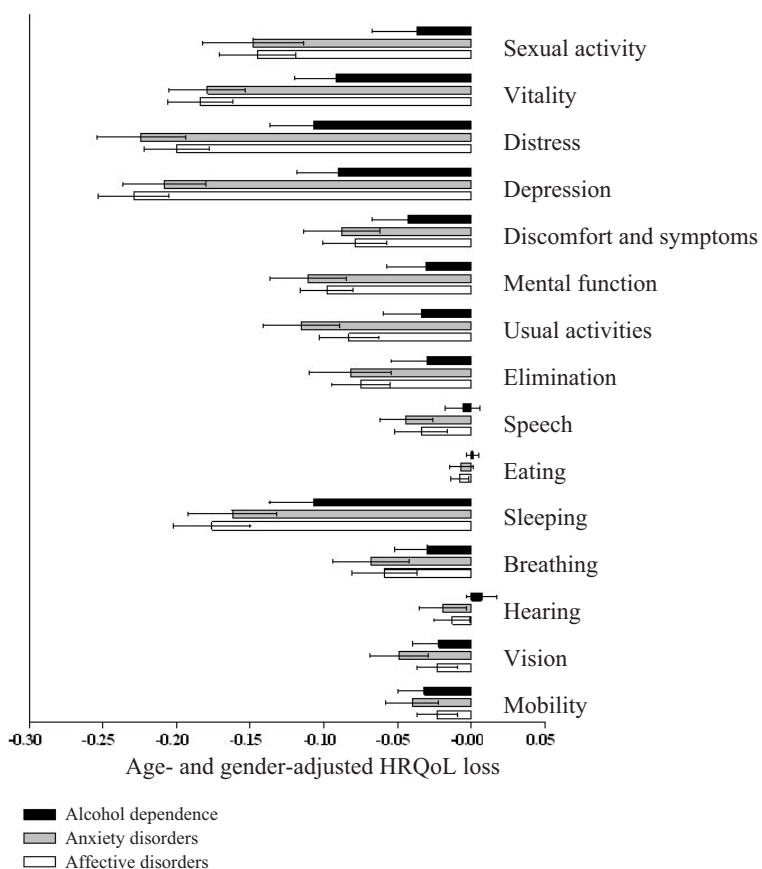 Sexual activity
Vitality
Distress
Depression
Discomfort and symptoms
Mental function
Usual activities
Elimination
Speech
Eating
Sleeping
Breathing
Hearing
Vision
Mobility
-0.30 -0.25 -0.20 -0.15 -0.10 -0.05 -0.00 0.05
Age- and gender-adjusted HRQoL loss
Alcohol dependence
Anxiety disorders
Affective disorders